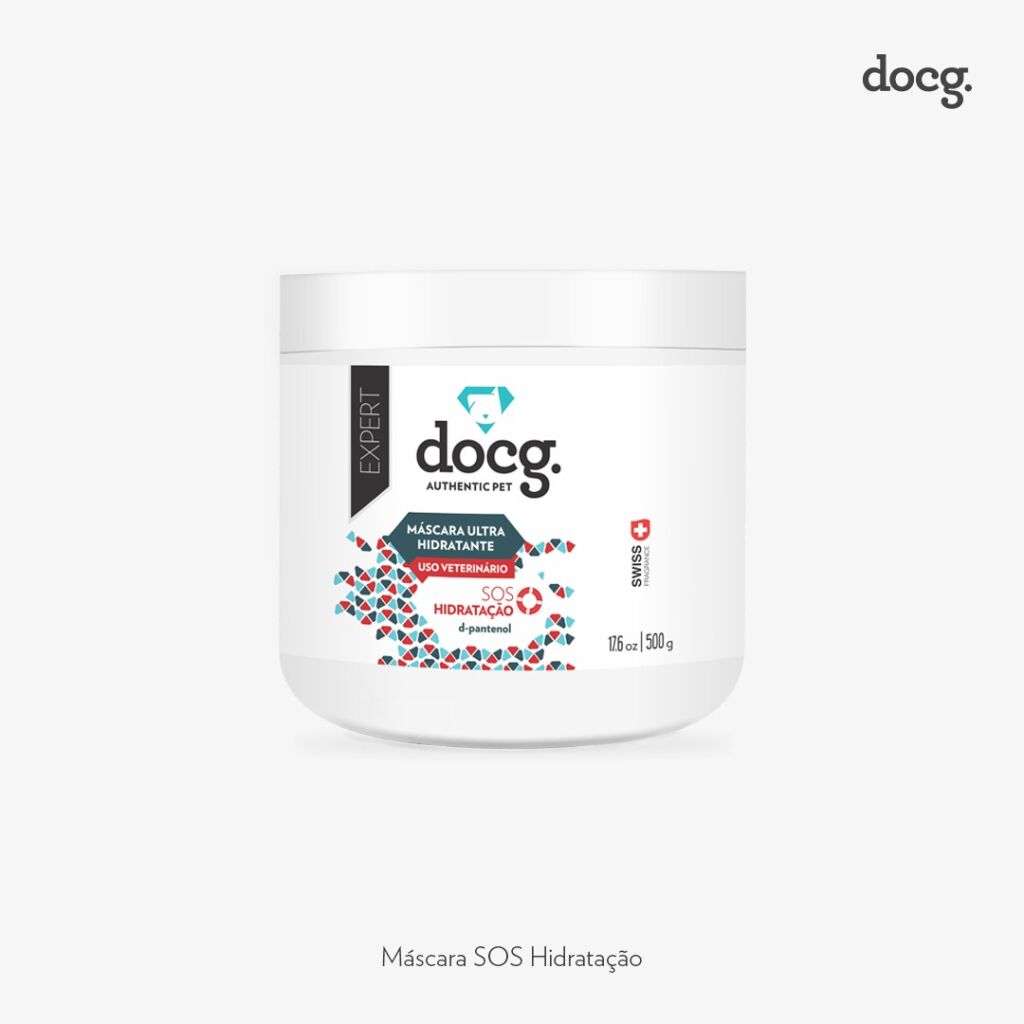 docg.
EXPERT
docg.
AUTHENTIC PET
MÁSCARA ULTRA
HIDRATANTE
USO VETERINÁRIO
SOS
HIDRATAÇÃO
d-pantenol
SWISS
FRAGRANCE
17.6 oz | 500 g
Máscara SOS Hidratação